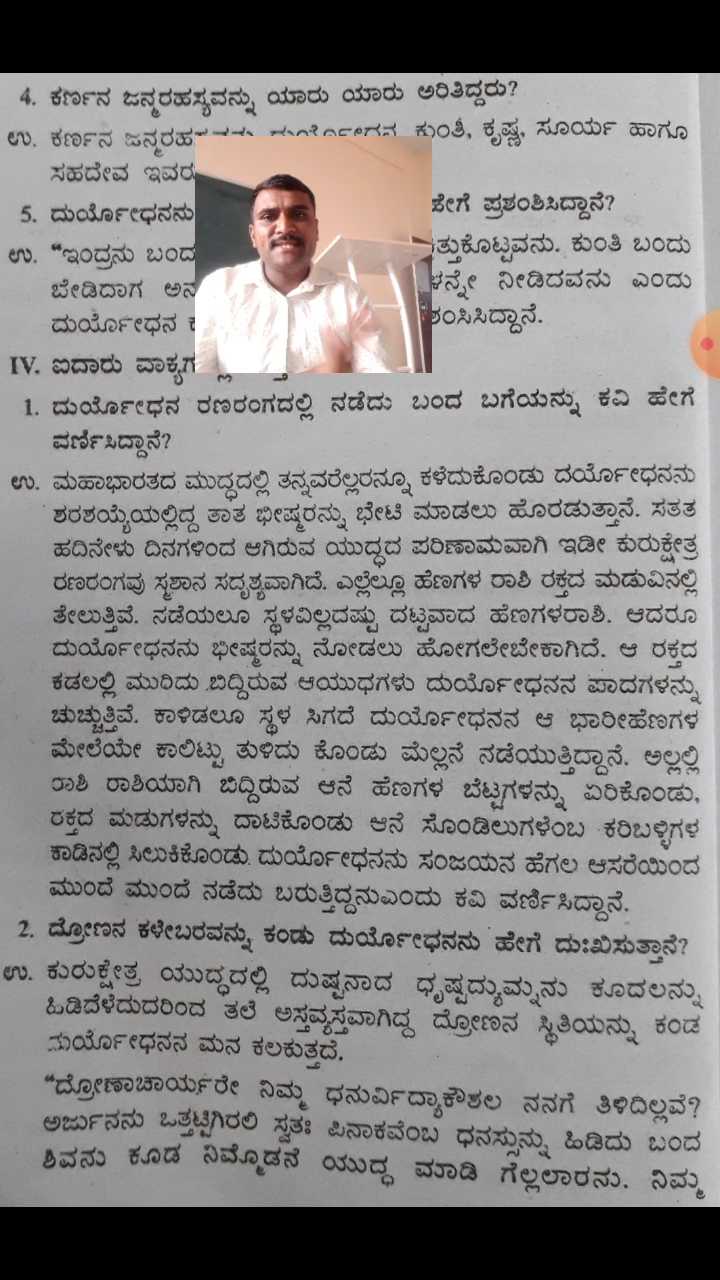 4. ಕರ್ಣನ ಜನ್ಮರಹಸ್ಯವನ್ನು ಯಾರು ಯಾರು ಅರಿತಿದ್ದರು?
ಉ. ಕರ್ಣನ ಕುಂತೀ, ಕೃಷ್ಣ, ಸೂರ್ಯ ಹಾಗೂ
ಸಹದೇವ
5. ದುರ್ಯೋಧನನು ಹೇಗೆ ಪ್ರಶಂಶಿಸಿದ್ದಾನೆ?
ಉ. "ಇಂದ್ರನು ಬಂದ ಕುಂತಿ ಬಂದು
ಬೇಡಿದಾಗ ನೀಡಿದವನು ಎಂದು
ದುರ್ಯೋಧನ
IV. ಐದಾರು
1. ದುರ್ಯೋಧನ ರಣರಂಗದಲ್ಲಿ ನಡೆದು ಬಂದ ಬಗೆಯನ್ನು ಕವಿ ಹೇಗೆ
ವರ್ಣಿಸಿದ್ದಾನೆ?
ಉ. ಮಹಾಭಾರತದ ಮುದ್ಧದಲ್ಲಿ ತನ್ನವರೆಲ್ಲರನ್ನೂ ಕಳೆದುಕೊಂಡು ದರ್ಯೋಧನನು
ಶರಶಯ್ಯೆಯಲ್ಲಿದ್ದ ತಾತ ಭೀಷ್ಮರನ್ನು ಭೇಟಿ ಮಾಡಲು ಹೊರಡುತ್ತಾನೆ. ಸತತ
ಹದಿನೇಳು ದಿನಗಳಿಂದ ಆಗಿರುವ ಯುದ್ಧದ ಪರಿಣಾಮವಾಗಿ ಇಡೀ ಕುರುಕ್ಷೇತ್ರ
ರಣರಂಗವು ಸ್ಮಶಾನ ಸದೃಶ್ಯವಾಗಿದೆ. ಎಲ್ಲೆಲ್ಲೂ ಹೆಣಗಳ ರಾಶಿ ರಕ್ತದ ಮಡುವಿನಲ್ಲಿ
ತೇಲುತ್ತಿವೆ. ನಡೆಯಲೂ ಸ್ಥಳವಿಲ್ಲದಷ್ಟು ದಟ್ಟವಾದ ಹೆಣಗಳರಾಶಿ. ಆದರೂ
ದುರ್ಯೋಧನನು ಭೀಷ್ಮರನ್ನು ನೋಡಲು ಹೋಗಲೇಬೇಕಾಗಿದೆ. ಆ ರಕ್ತದ
ಕಡಲಲ್ಲಿ ಮುರಿದು ಬಿದ್ದಿರುವ ಆಯುಧಗಳು ದುರ್ಯೋಧನನ ಪಾದಗಳನ್ನು
ಚುಚ್ಚುತ್ತಿವೆ. ಕಾಳಿಡಲೂ ಸ್ಥಳ ಸಿಗದೆ ದುರ್ಯೋಧನನ ಆ ಭಾರೀಹೆಣಗಳ
ಮೇಲೆಯೇ ಕಾಲಿಟ್ಟು ತುಳಿದು ಕೊಂಡು ಮೆಲ್ಲನೆ ನಡೆಯುತ್ತಿದ್ದಾನೆ. ಅಲ್ಲಲ್ಲಿ
ರಾಶಿ ರಾಶಿಯಾಗಿ ಬಿದ್ದಿರುವ ಆನೆ ಹೆಣಗಳ ಬೆಟ್ಟಗಳನ್ನು ಏರಿಕೊಂಡು,
ರಕ್ತದ ಮಡುಗಳನ್ನು ದಾಟಿಕೊಂಡು ಆನೆ ಸೊಂಡಿಲುಗಳೆಂಬ ಕರಿಬಳ್ಳಿಗಳ
ಕಾಡಿನಲ್ಲಿ ಸಿಲುಕಿಕೊಂಡು ದುರ್ಯೋಧನನು ಸಂಜಯನ ಹೆಗಲ ಆಸರೆಯಿಂದ
ಮುಂದೆ ಮುಂದೆ ನಡೆದು ಬರುತ್ತಿದ್ದನುಎಂದು ಕವಿ ವರ್ಣಿಸಿದ್ದಾನೆ.
2. ದ್ರೋಣನ ಕಳೇಬರವನ್ನು ಕಂಡು ದುರ್ಯೋಧನನು ಹೇಗೆ ದುಃಖಿಸುತ್ತಾನೆ?
ಉ. ಕುರುಕ್ಷೇತ್ರ ಯುದ್ಧದಲ್ಲಿ ದುಷ್ಟನಾದ ಧೃಷ್ಟದ್ಯುಮ್ನನು ಕೂದಲನ್ನು
ಹಿಡಿದೆಳೆದುದರಿಂದ ತಲೆ ಅಸ್ತವ್ಯಸ್ತವಾಗಿದ್ದ ದ್ರೋಣನ ಸ್ಥಿತಿಯನ್ನು ಕಂಡ
ದುರ್ಯೋಧನನ ಮನ ಕಲಕುತ್ತದೆ.
"ದ್ರೋಣಾಚಾರ್ಯರೇ ನಿಮ್ಮ ಧನುರ್ವಿದ್ಯಾಕೌಶಲ ನನಗೆ ತಿಳಿದಿಲ್ಲವೆ?
ಅರ್ಜುನನು ಒತ್ತಟ್ಟಿಗಿರಲಿ ಸ್ವತಃ ಪಿನಾಕವೆಂಬ ಧನಸ್ಸುನ್ನು ಹಿಡಿದು ಬಂದ
ಶಿವನು ಕೂಡ ನಿಮ್ಮೊಡನೆ ಯುದ್ಧ ಮಾಡಿ ಗೆಲ್ಲಲಾರನು. ನಿಮ್ಮ